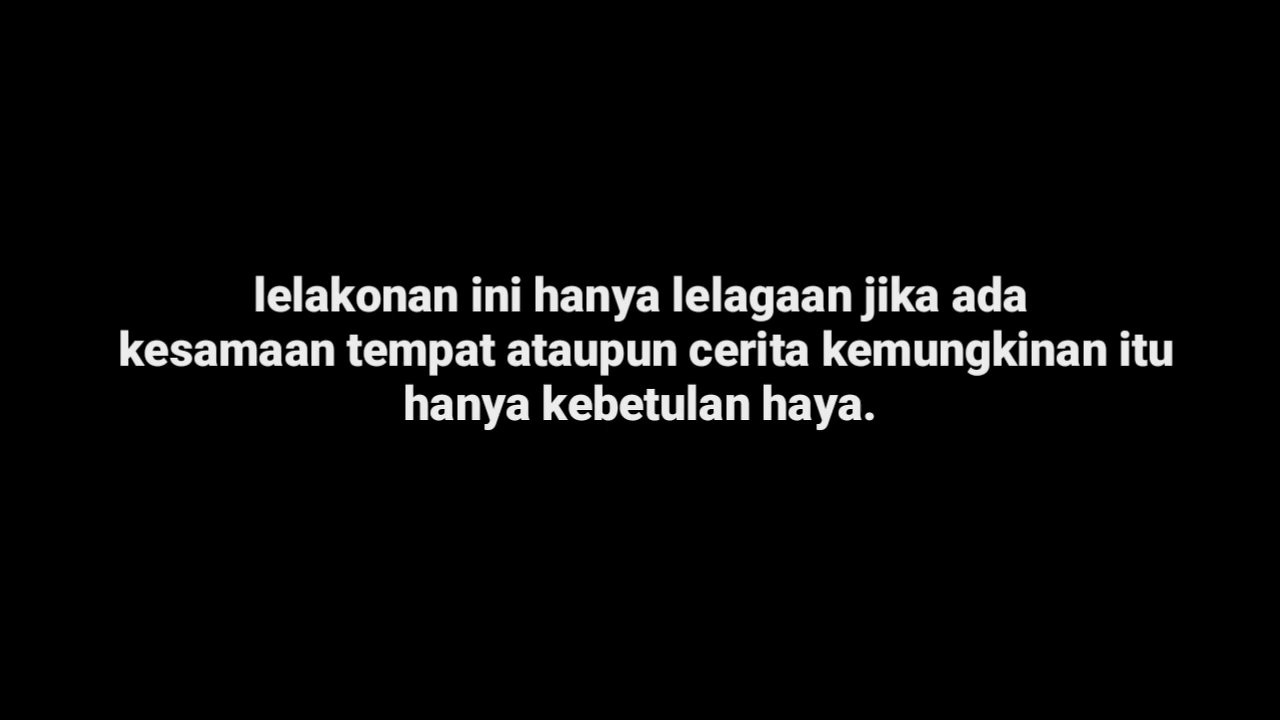 lelakonan ini hanya lelagaan jika ada
kesamaan tempat ataupun cerita kemungkinan itu
hanya kebetulan haya.